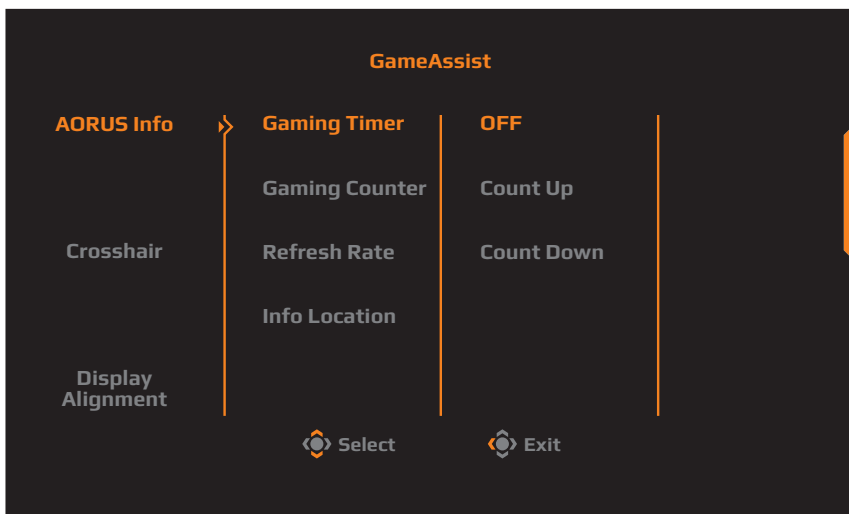 GameAssist
AORUS Info
Gaming Timer
OFF
Gaming Counter
Count Up
Crosshair
Refresh Rate
Count Down
Info Location
Display
Alignment
Select
Exit